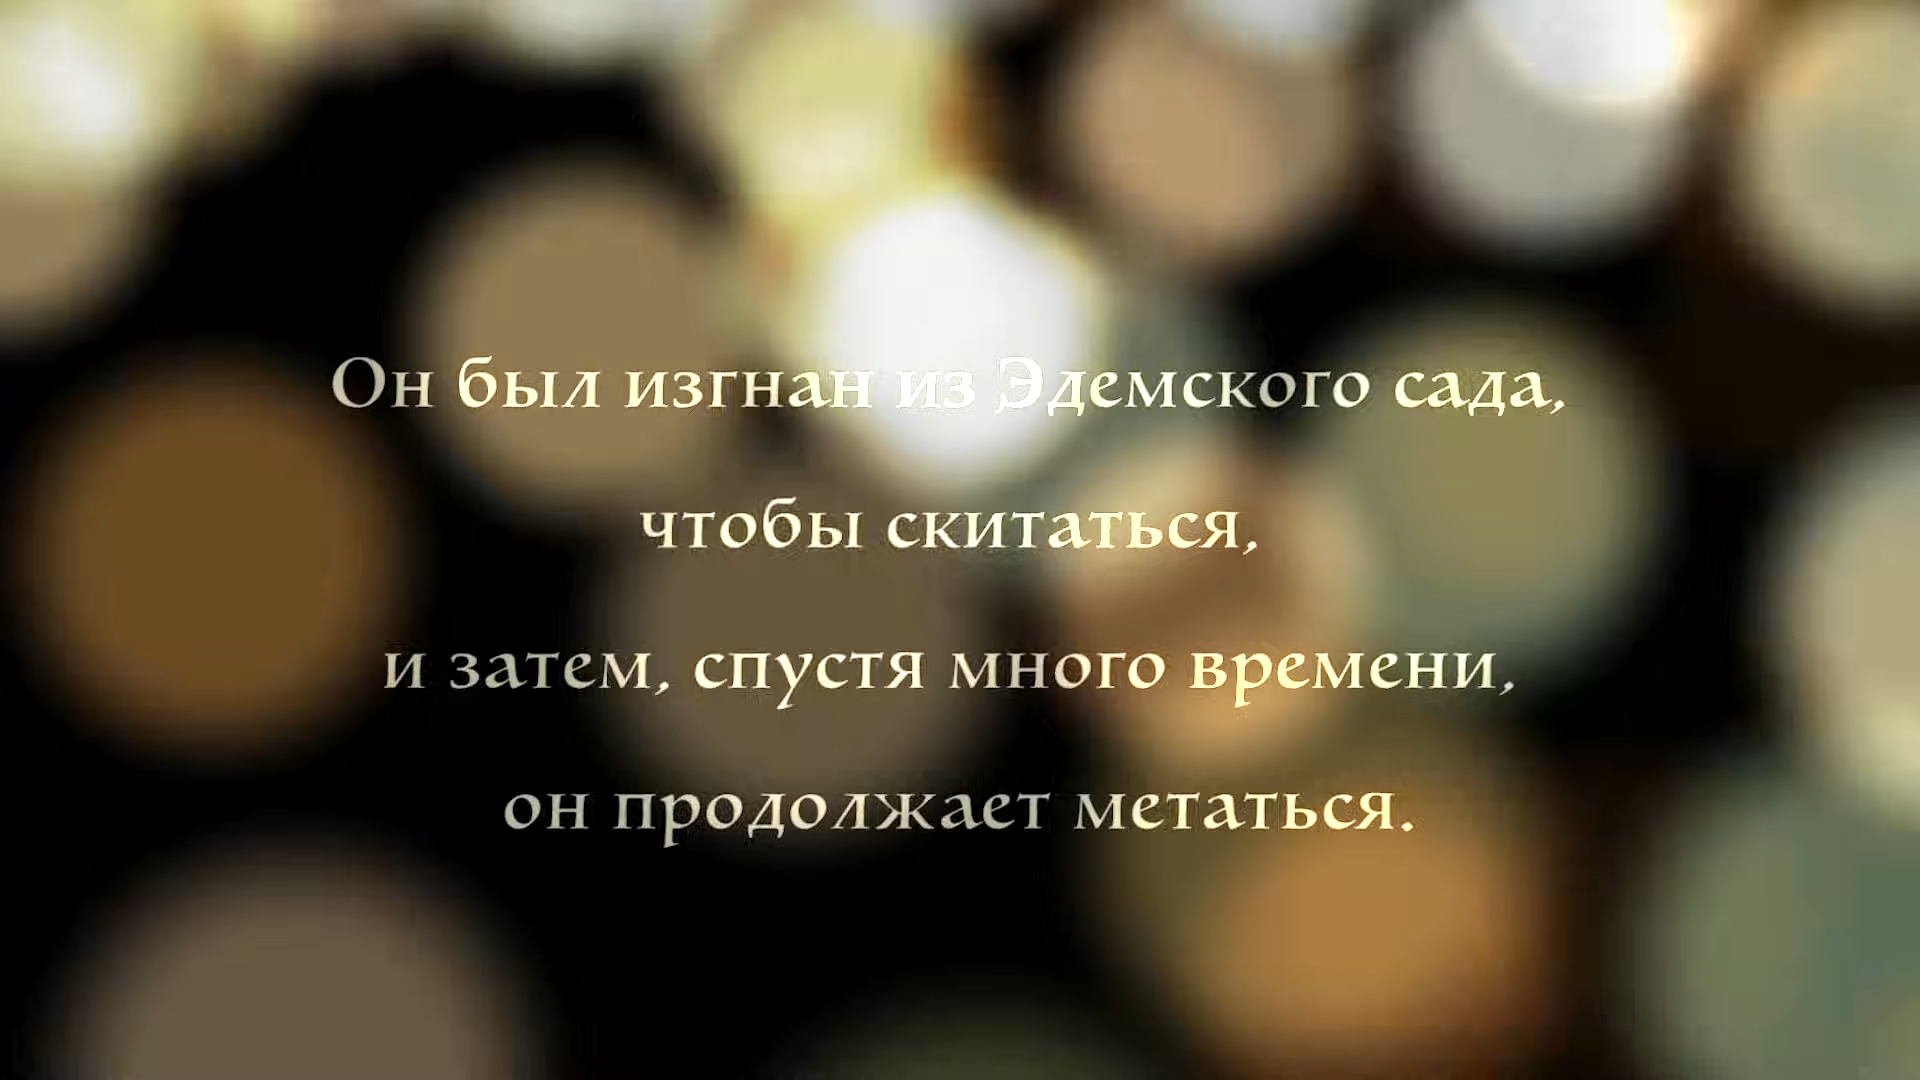 Он был изгнан из Эдемского сада,
чтобы скитаться,
и затем, спустя много времени,
он продолжает метаться.